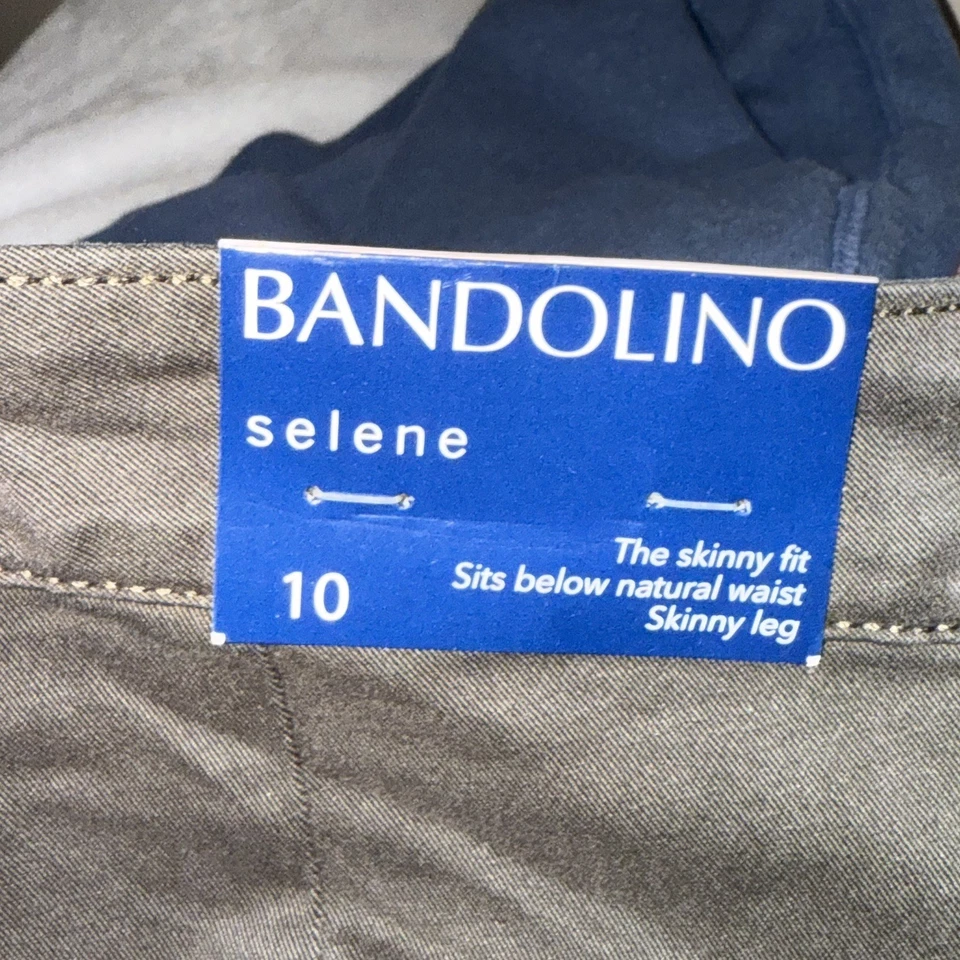 BANDOLINO
selene
The skinny fit
Sits below natural waist
Skinny leg
10